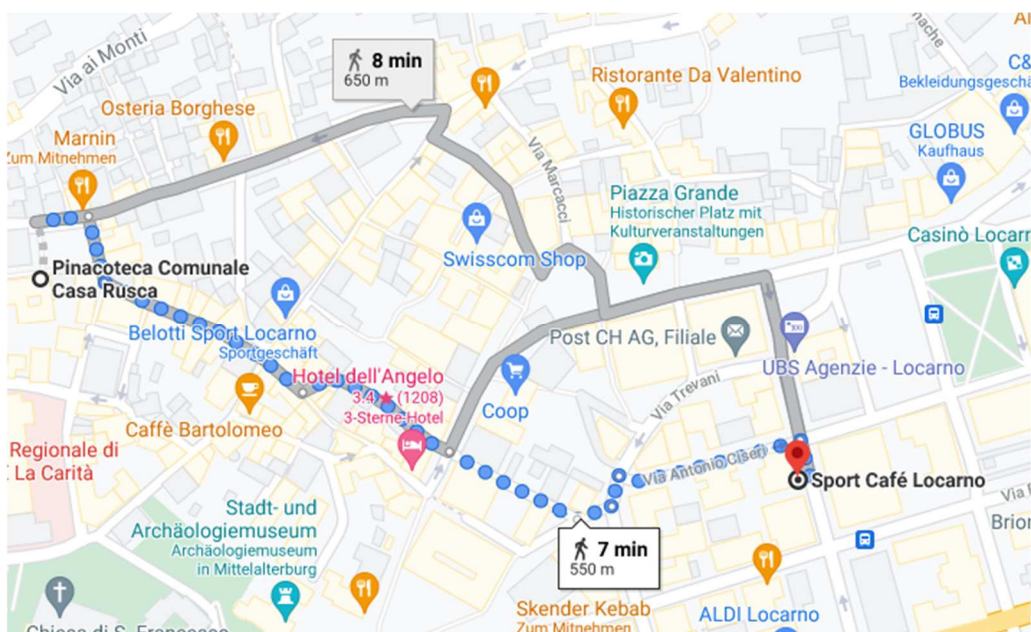 Via ai Monti
8 min
650 m
Ristorante Da Valentino
Bekleidungsgeschä
Osteria Borghese
GLOBUS
Kaufhaus
Marnin
Zum Mitnehmen
Via Marcacci
Piazza Grande
Historischer Platz mit
Kulturveranstaltungen
Swisscom Shop
Casinò Locarn
Pinacoteca Comunale
Casa Rusca
Belotti Sport Locarno
Sportgeschäft
Post CH AG, Filiale
UBS Agenzie - Locarno
Hotel dell'Angelo
3.4 ★ (1208)
3-Sterne-Hotel
Coop
Via Trevani
Caffè Bartolomeo
Regionale di
La Carità
Via Antonio Ciseri
Sport Café Locarno
Stadt- und
Archäologiemuseum
Archäologiemuseum
in Mittelalterburg
7 min
550 m
Brion
Skender Kebab
Zum Mitnehmen
ALDI Locarno
Chiesa di S. Francesco